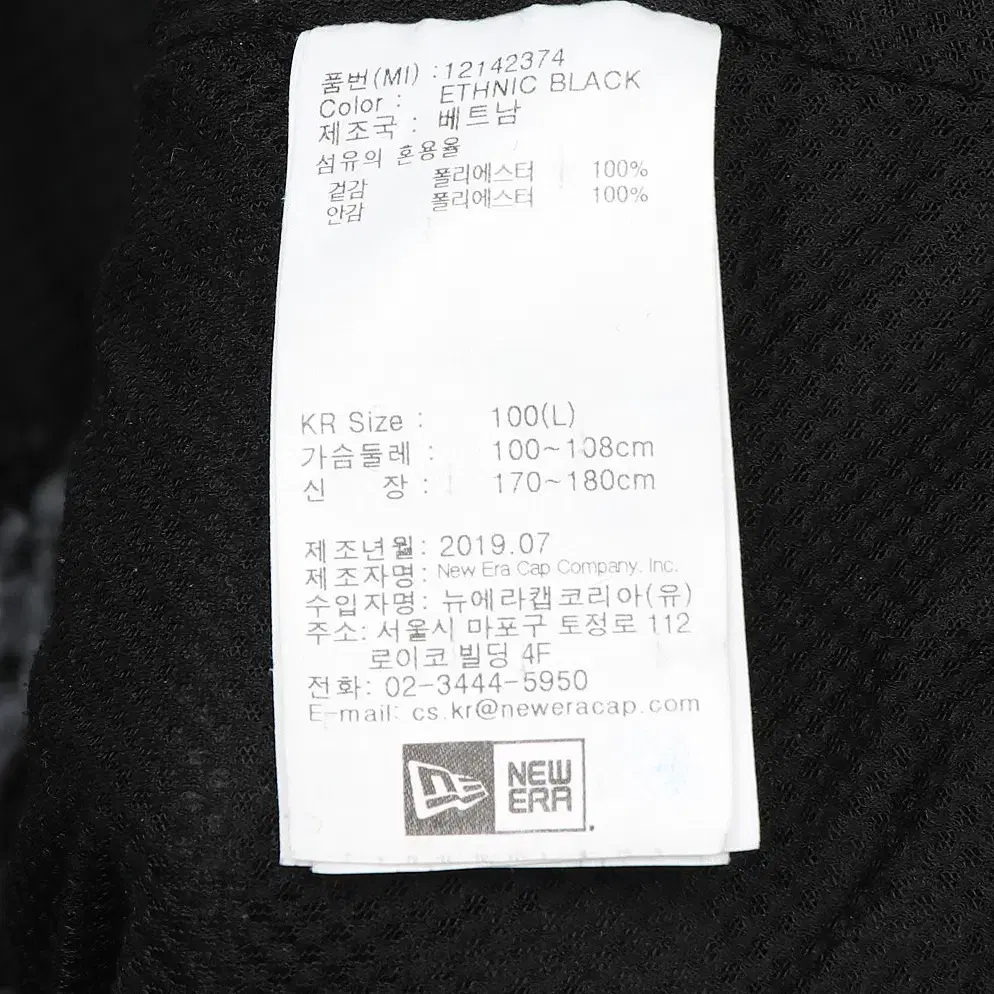 품번(MI) :12142374
Color : ETHNIC BLACK
제조국 : 베트남
섬유의 혼용율
겉감 폴리에스터 100%
안감 폴리에스터 100%
KR Size : 100(L)
가슴둘레 : 100~108cm
신 장 : 170~180cm
제조년월: 2019.07
제조자명: New Era Cap Company. Inc.
수입자명: 뉴에라캡코리아(유)
주소: 서울시 마포구 토정로 112
로이코 빌딩 4F
전화: 02-3444-5950
E-mail: cs.kr@neweracap.com
NEW
ERA